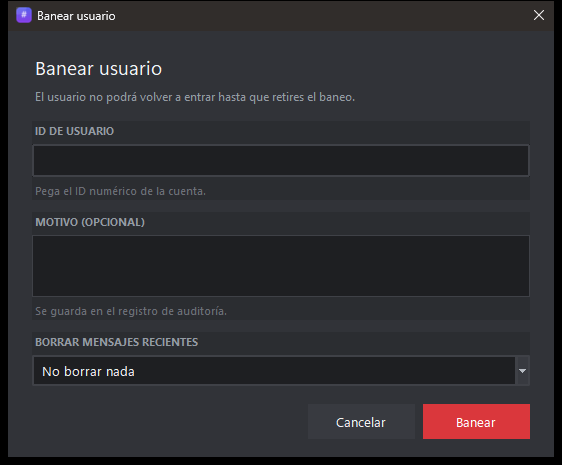 # Banear usuario
Banear usuario
El usuario no podrá volver a entrar hasta que retires el baneo.
ID DE USUARIO
Pega el ID numérico de la cuenta.
MOTIVO (OPCIONAL)
Se guarda en el registro de auditoría.
BORRAR MENSAJES RECIENTES
No borrar nada
Cancelar
Banear